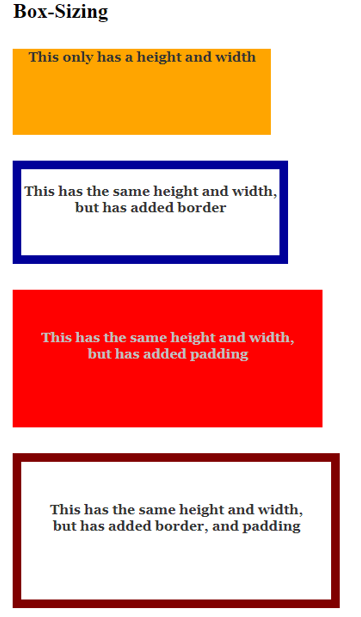 Box-Sizing
This only has a height and width
This has the same height and width,
but has added border
This has the same height and width,
but has added padding
This has the same height and width,
but has added border, and padding